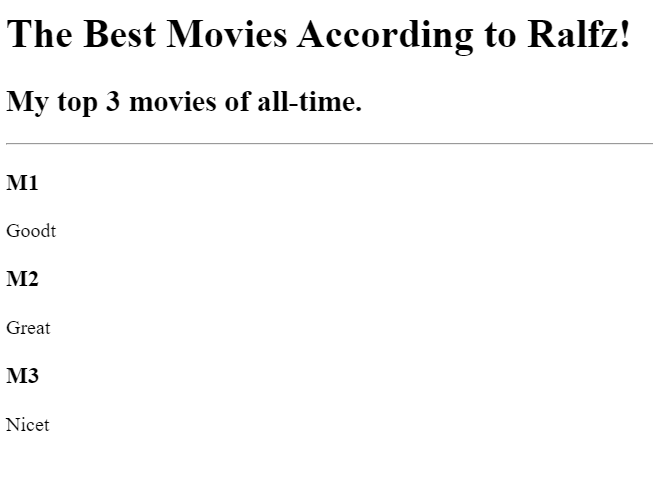 The Best Movies According to Ralfz!
My top 3 movies of all-time.
M1
Goodt
M2
Great
M3
Nicet